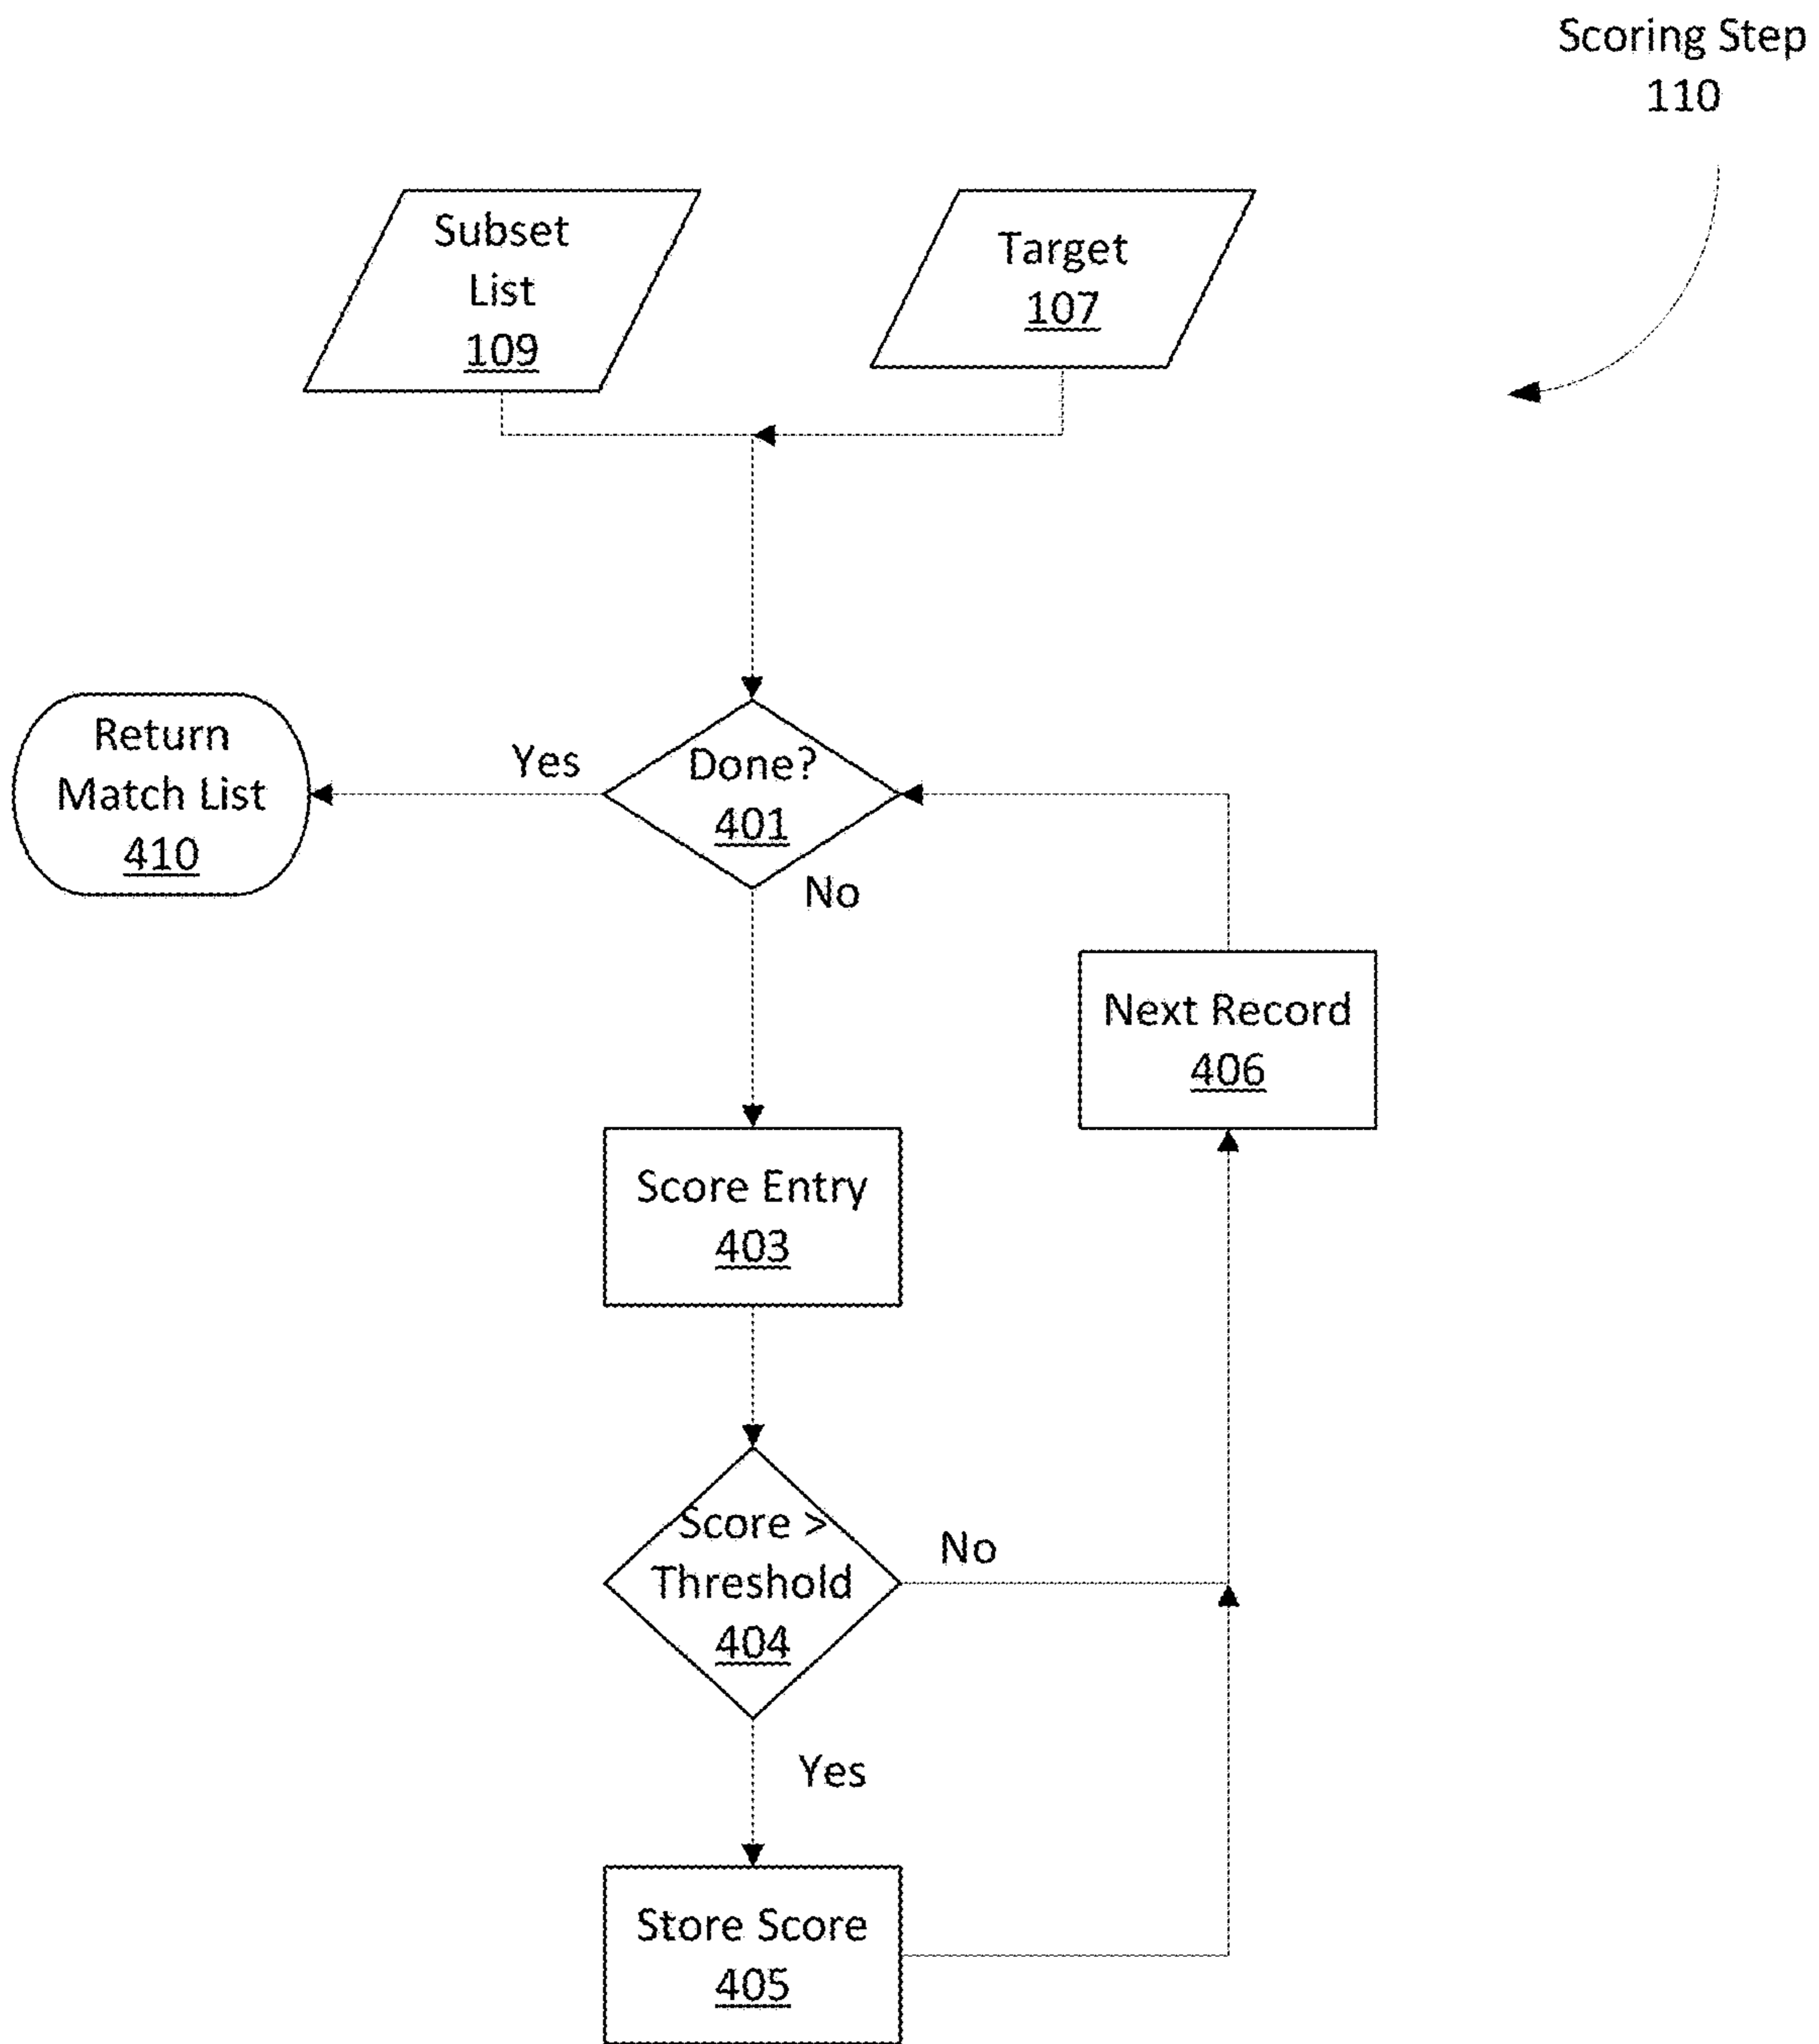 Scoring Step
110
Subset
List
109
Target
107
Return
Match List
410
Yes
Done?
401
No
Next Record
406
Score Entry
403
Score >
Threshold
404
No
Yes
Store Score
405